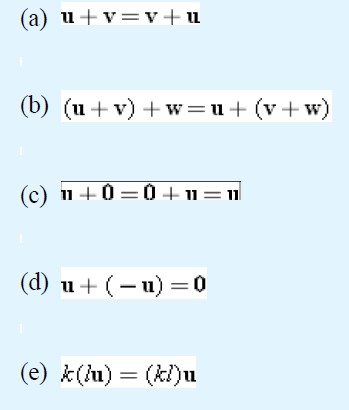 (a) u + v = v + u
(b) (u + v) + w = u + (v + w)
(c) u + 0 = 0 + u = u
(d) u + ( − u) = 0
(e) k(lu) = (kl)u